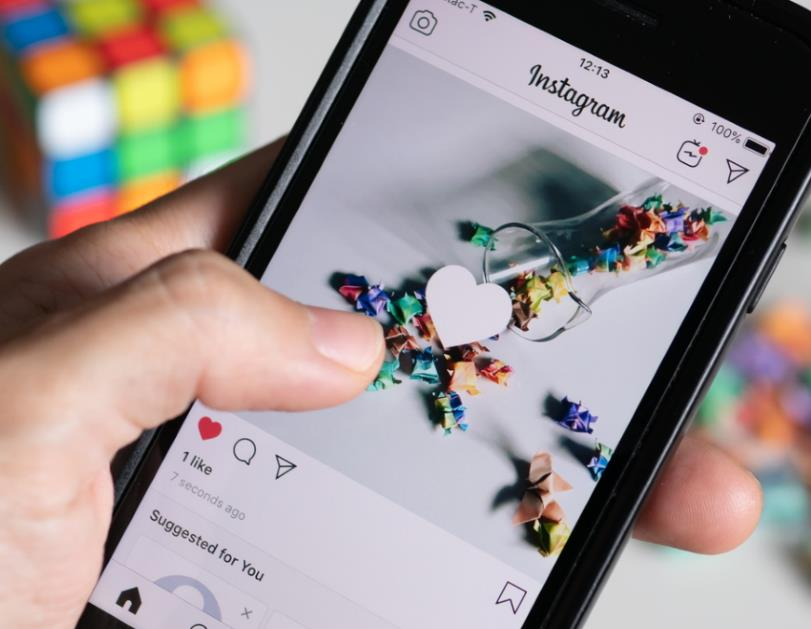 12:13
Instagram
100%
1 like
7 seconds ago
Suggested for You